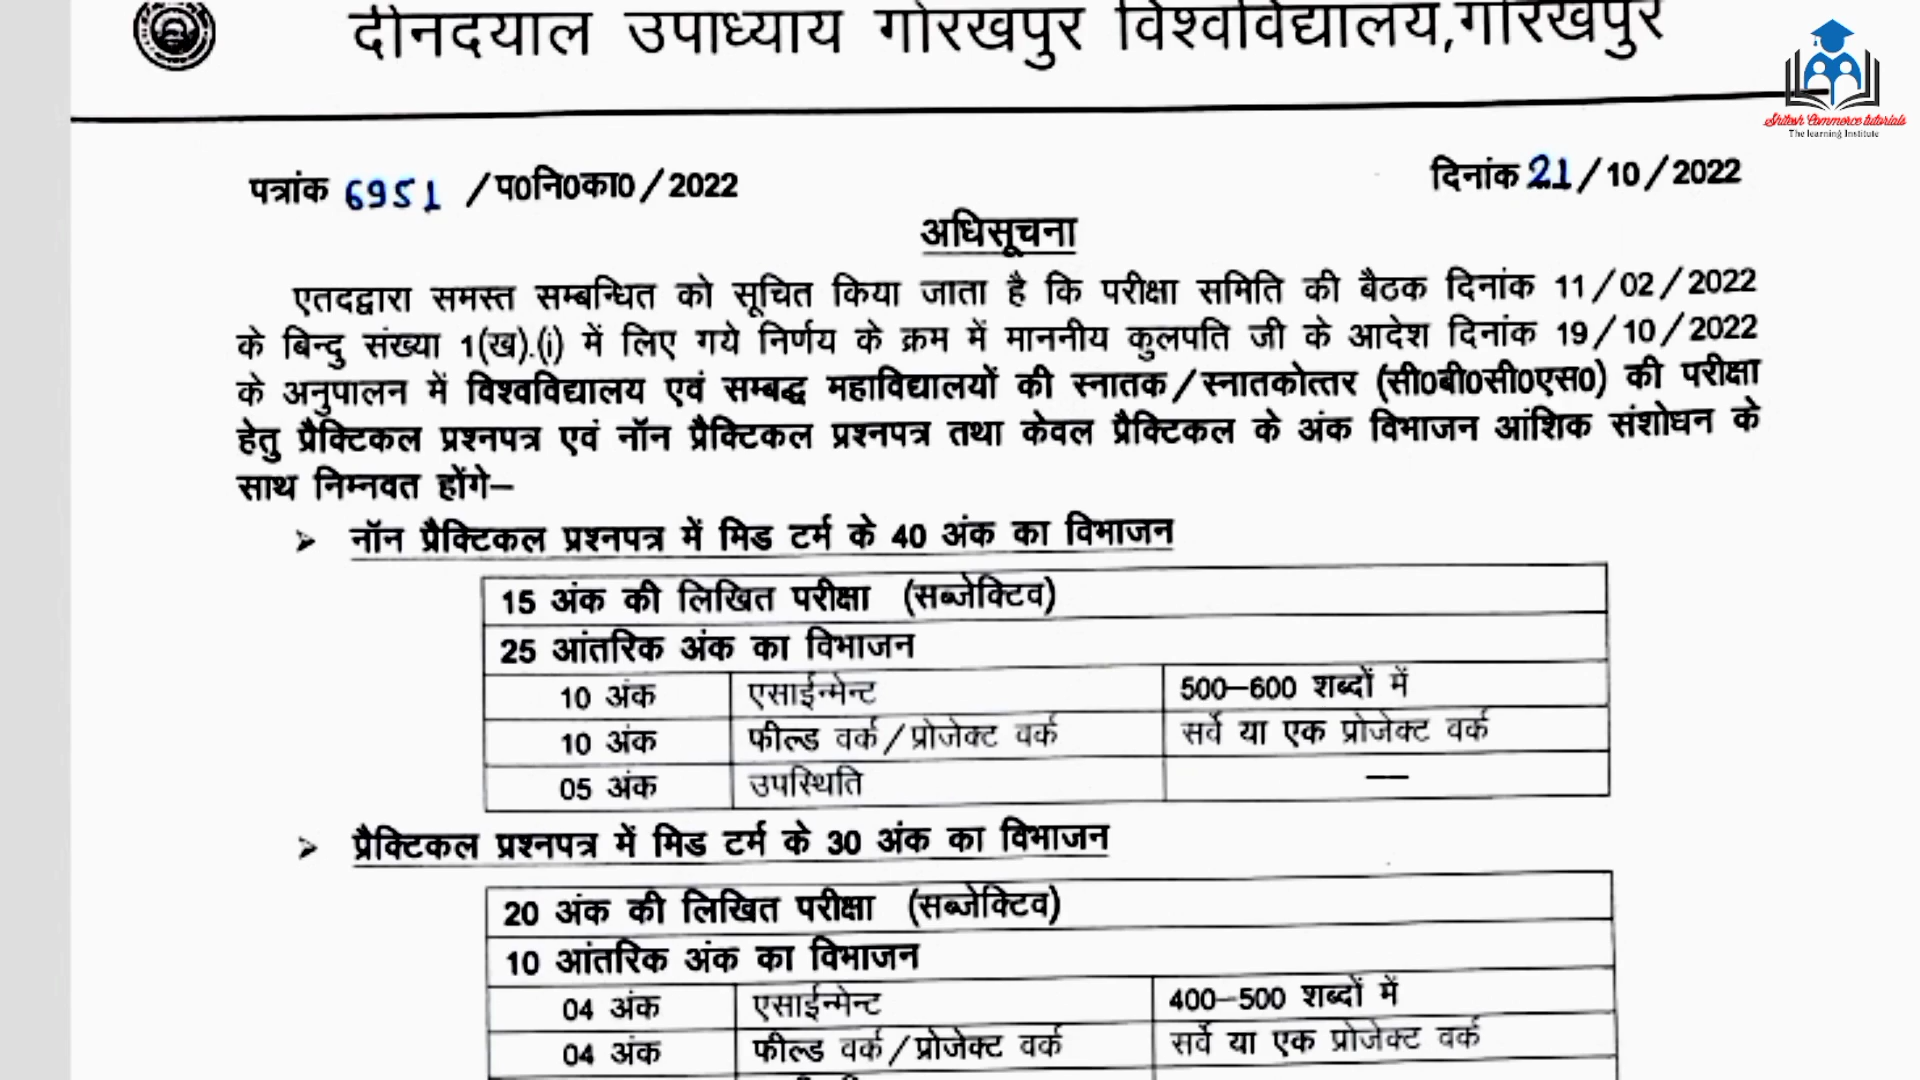 दीनदयाल उपाध्याय गोरखपुर विश्वविद्यालय,गोरखपुर
Shitesh Commerce tutorials
The learning Institute
पत्रांक 6951 /प0नि0का0/2022
दिनांक 21/10/2022
अधिसूचना
एतदद्वारा समस्त सम्बन्धित को सूचित किया जाता है कि परीक्षा समिति की बैठक दिनांक 11/02/2022
के बिन्दु संख्या 1(ख).(i) में लिए गये निर्णय के क्रम में माननीय कुलपति जी के आदेश दिनांक 19/10/2022
के अनुपालन में विश्वविद्यालय एवं सम्बद्ध महाविद्यालयों की स्नातक/स्नातकोत्तर (सी0बी0सी0एस0) की परीक्षा
हेतु प्रैक्टिकल प्रश्नपत्र एवं नॉन प्रैक्टिकल प्रश्नपत्र तथा केवल प्रैक्टिकल के अंक विभाजन आंशिक संशोधन के
साथ निम्नवत होंगे–
➢ नॉन प्रैक्टिकल प्रश्नपत्र में मिड टर्म के 40 अंक का विभाजन
15 अंक की लिखित परीक्षा (सब्जेक्टिव)
25 आंतरिक अंक का विभाजन
10 अंक एसाईन्मेन्ट 500–600 शब्दों में
10 अंक फील्ड वर्क/प्रोजेक्ट वर्क सर्वे या एक प्रोजेक्ट वर्क
05 अंक उपस्थिति —
➢ प्रैक्टिकल प्रश्नपत्र में मिड टर्म के 30 अंक का विभाजन
20 अंक की लिखित परीक्षा (सब्जेक्टिव)
10 आंतरिक अंक का विभाजन
04 अंक एसाईन्मेन्ट 400–500 शब्दों में
04 अंक फील्ड वर्क/प्रोजेक्ट वर्क सर्वे या एक प्रोजेक्ट वर्क